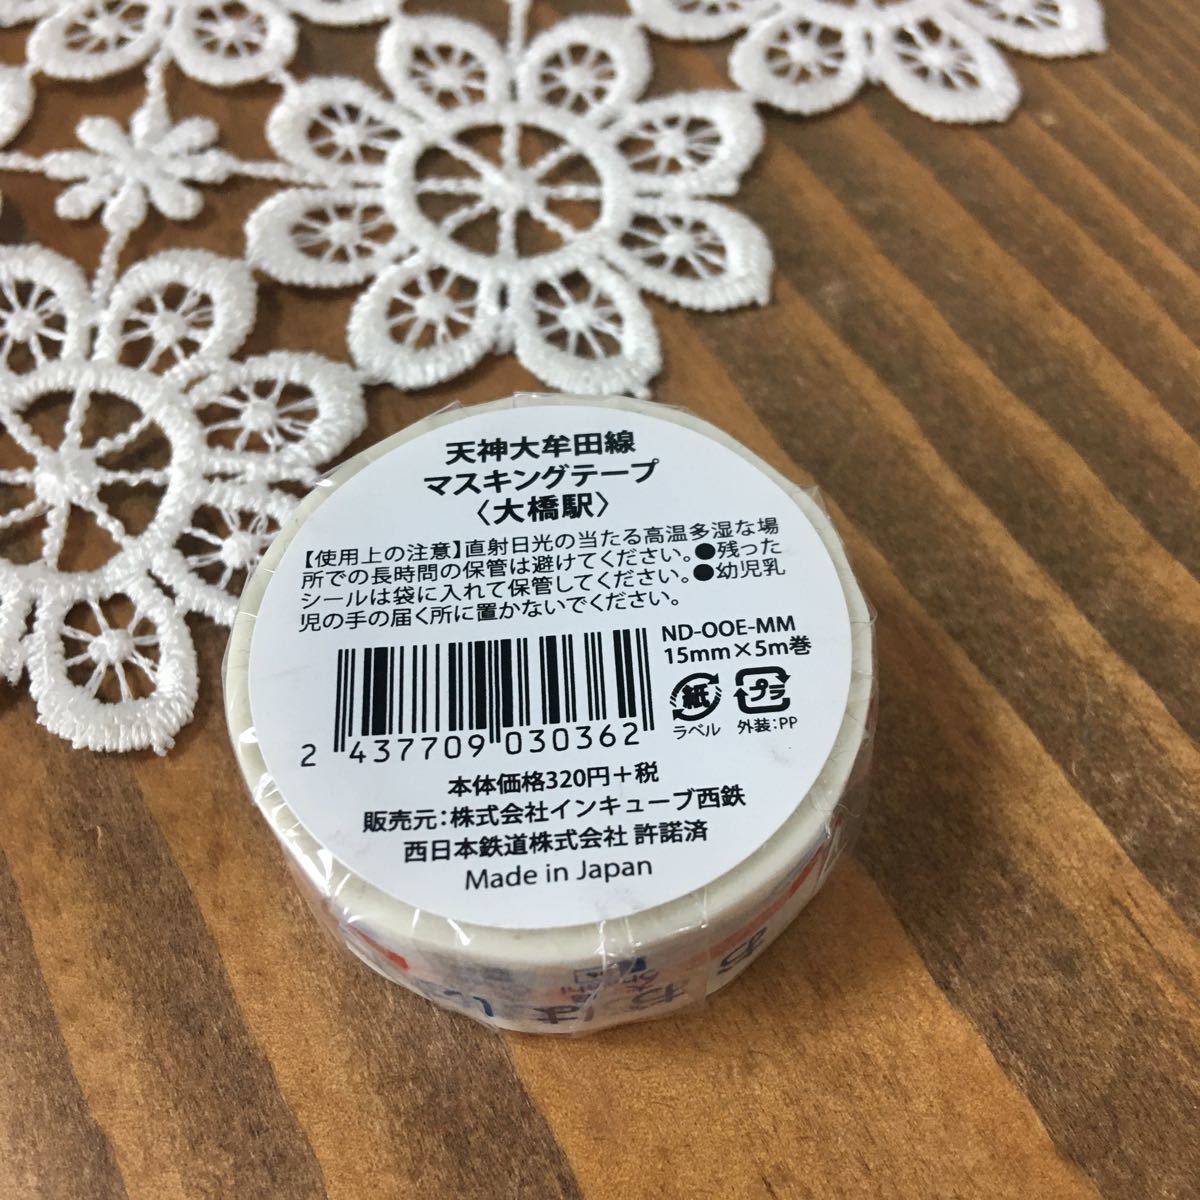 天神大牟田線
マスキングテープ
〈大橋駅〉
【使用上の注意】直射日光の当たる高温多湿な場
所での長時間の保管は避けてください。●残った
シールは袋に入れて保管してください。●幼児乳
児の手の届く所に置かないでください。
ND-OOE-MM
15mm×5m巻
紙 プラ
ラベル 外装:PP
2 437709 030362
本体価格320円+税
販売元:株式会社インキューブ西鉄
西日本鉄道株式会社 許諾済
Made in Japan
おはし